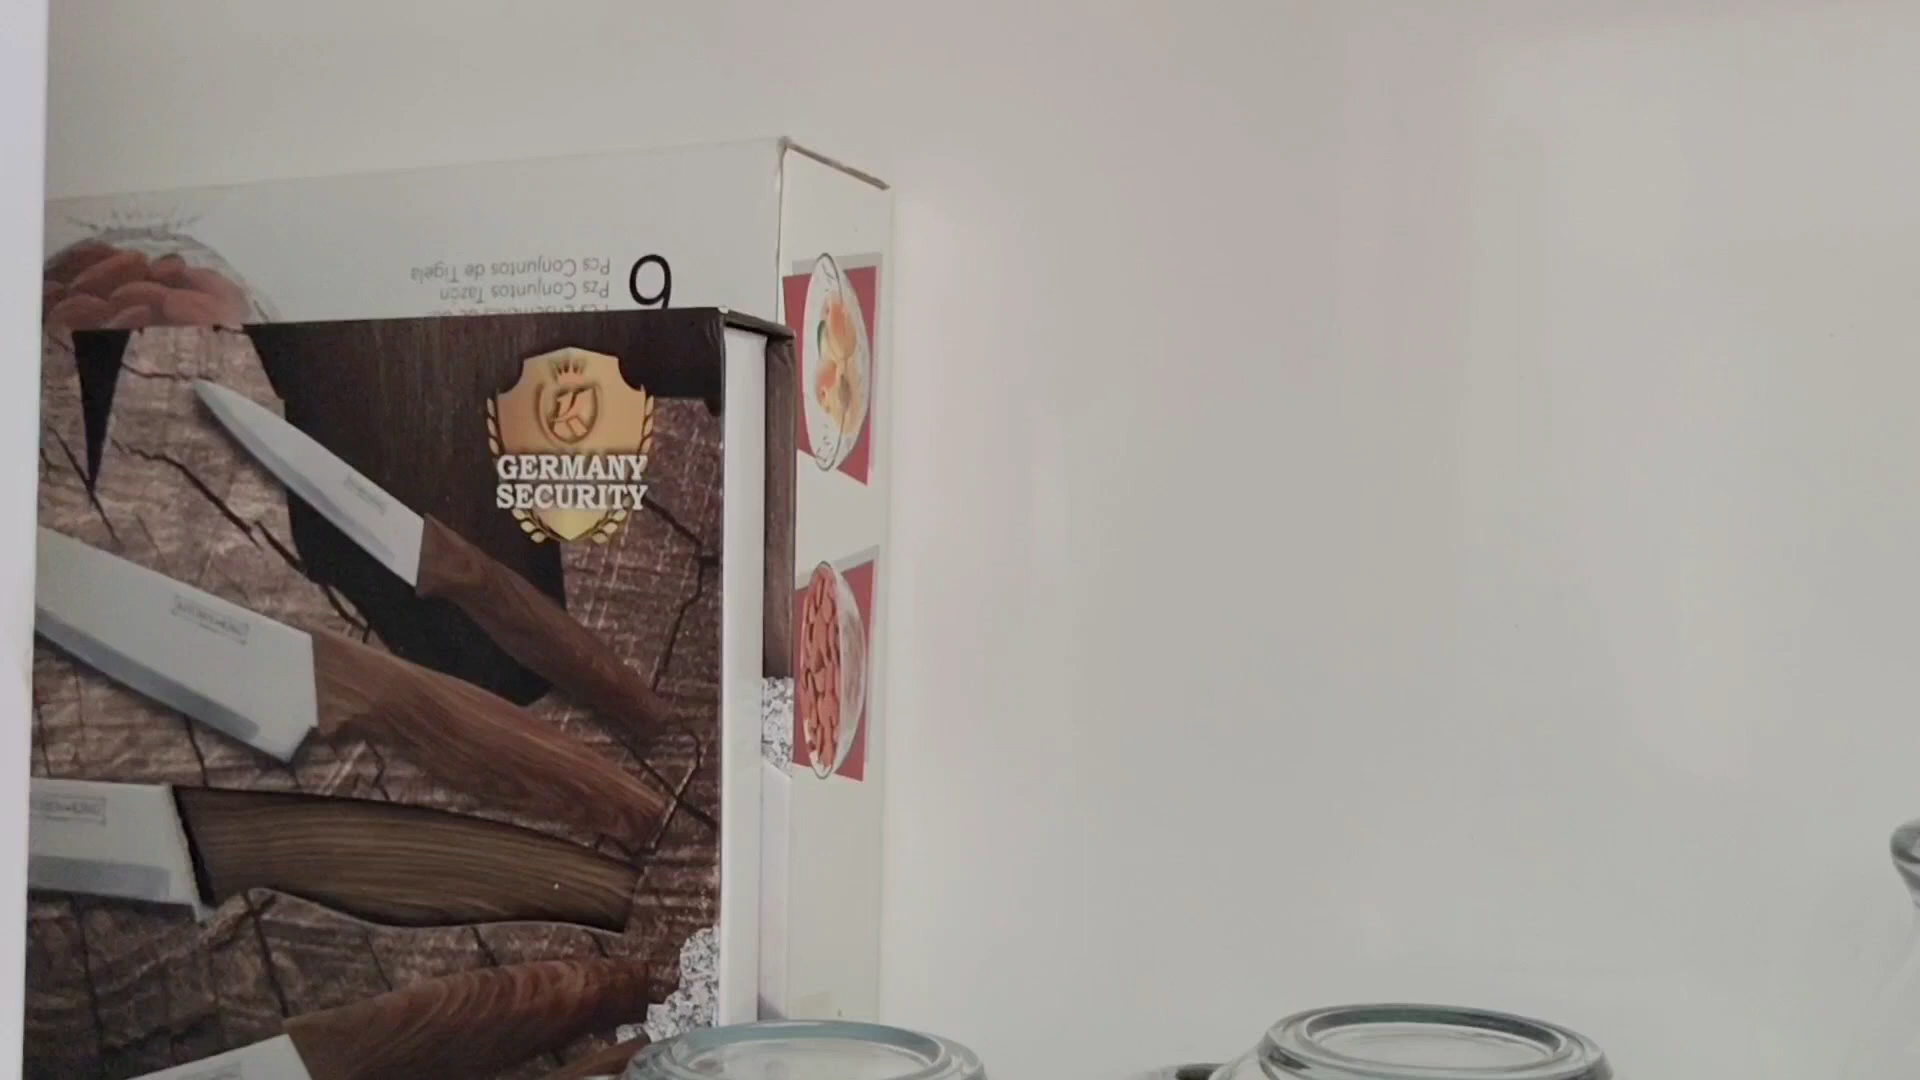 6
Pcs Conjuntos de Tigela
Pzs Conjuntos Tazón
GERMANY
SECURITY